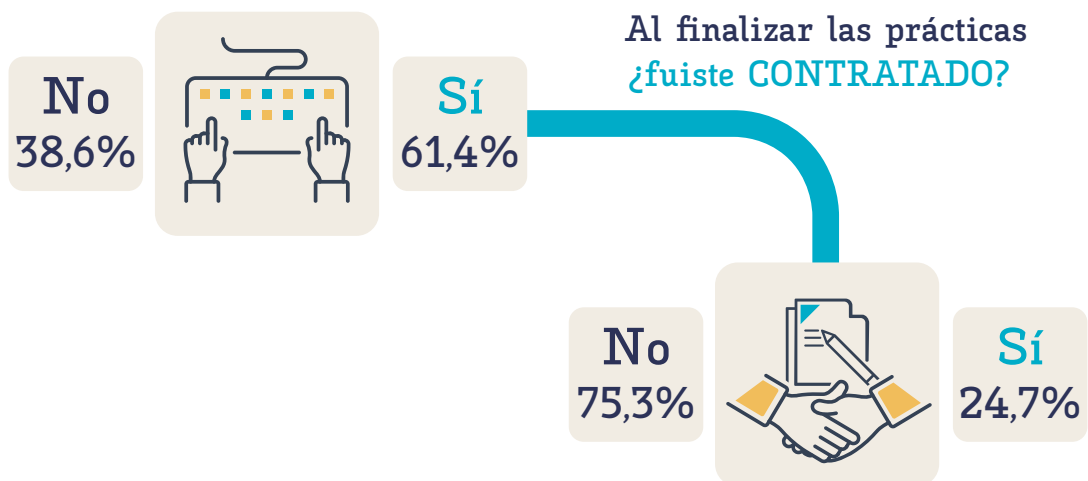 Al finalizar las prácticas
¿fuiste CONTRATADO?
No
38,6%
Sí
61,4%
No
75,3%
Sí
24,7%